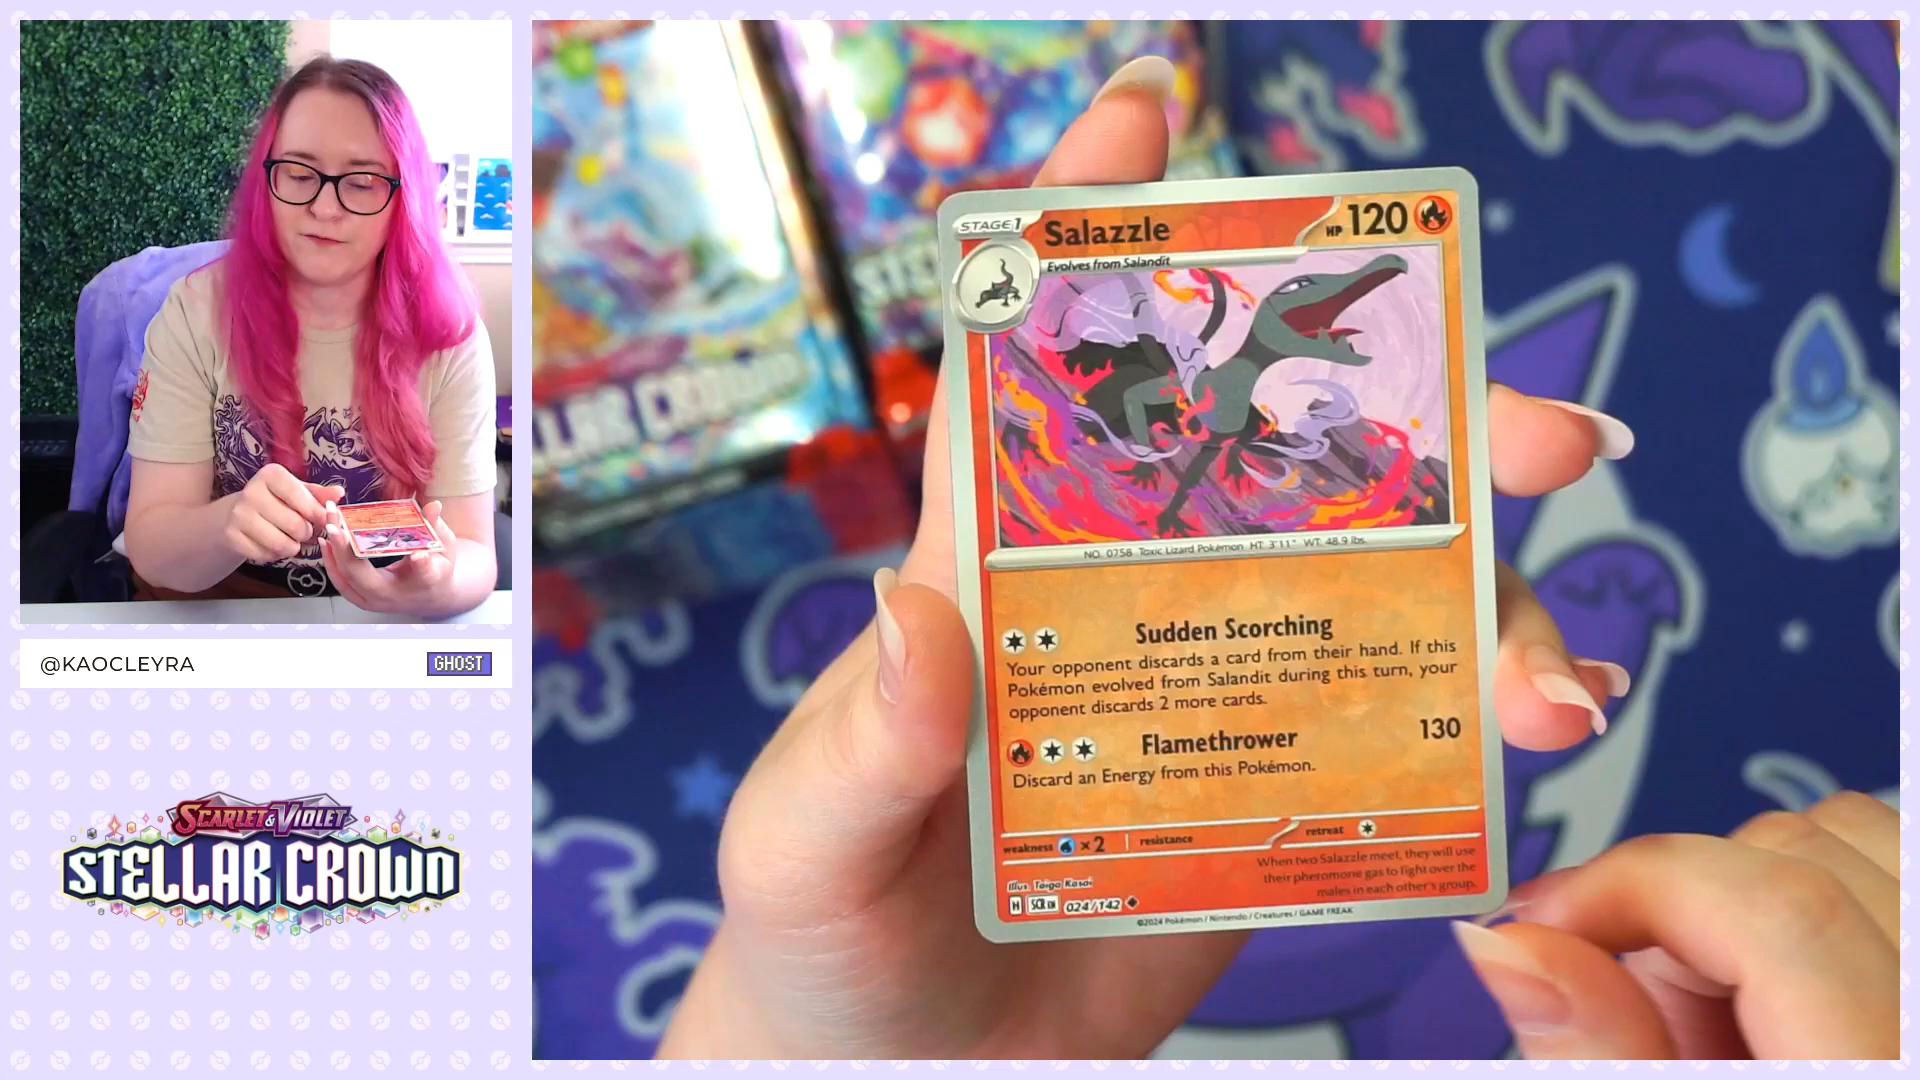 @KAOCLEYRA
GHOST
SCARLET & VIOLET
STELLAR CROWN
STELLAR CROWN
STAGE 1
Salazzle
HP 120
Evolves from Salandit
NO. 0758 Toxic Lizard Pokémon HT: 3'11" WT: 48.9 lbs.
Sudden Scorching
Your opponent discards a card from their hand. If this
Pokémon evolved from Salandit during this turn, your
opponent discards 2 more cards.
Flamethrower 130
Discard an Energy from this Pokémon.
weakness ×2 resistance retreat
When two Salazzle meet, they will use
their pheromone gas to fight over the
males in each other's group.
Illus. Taiga Kasai
H SCR EN 024/142
©2024 Pokémon / Nintendo / Creatures / GAME FREAK